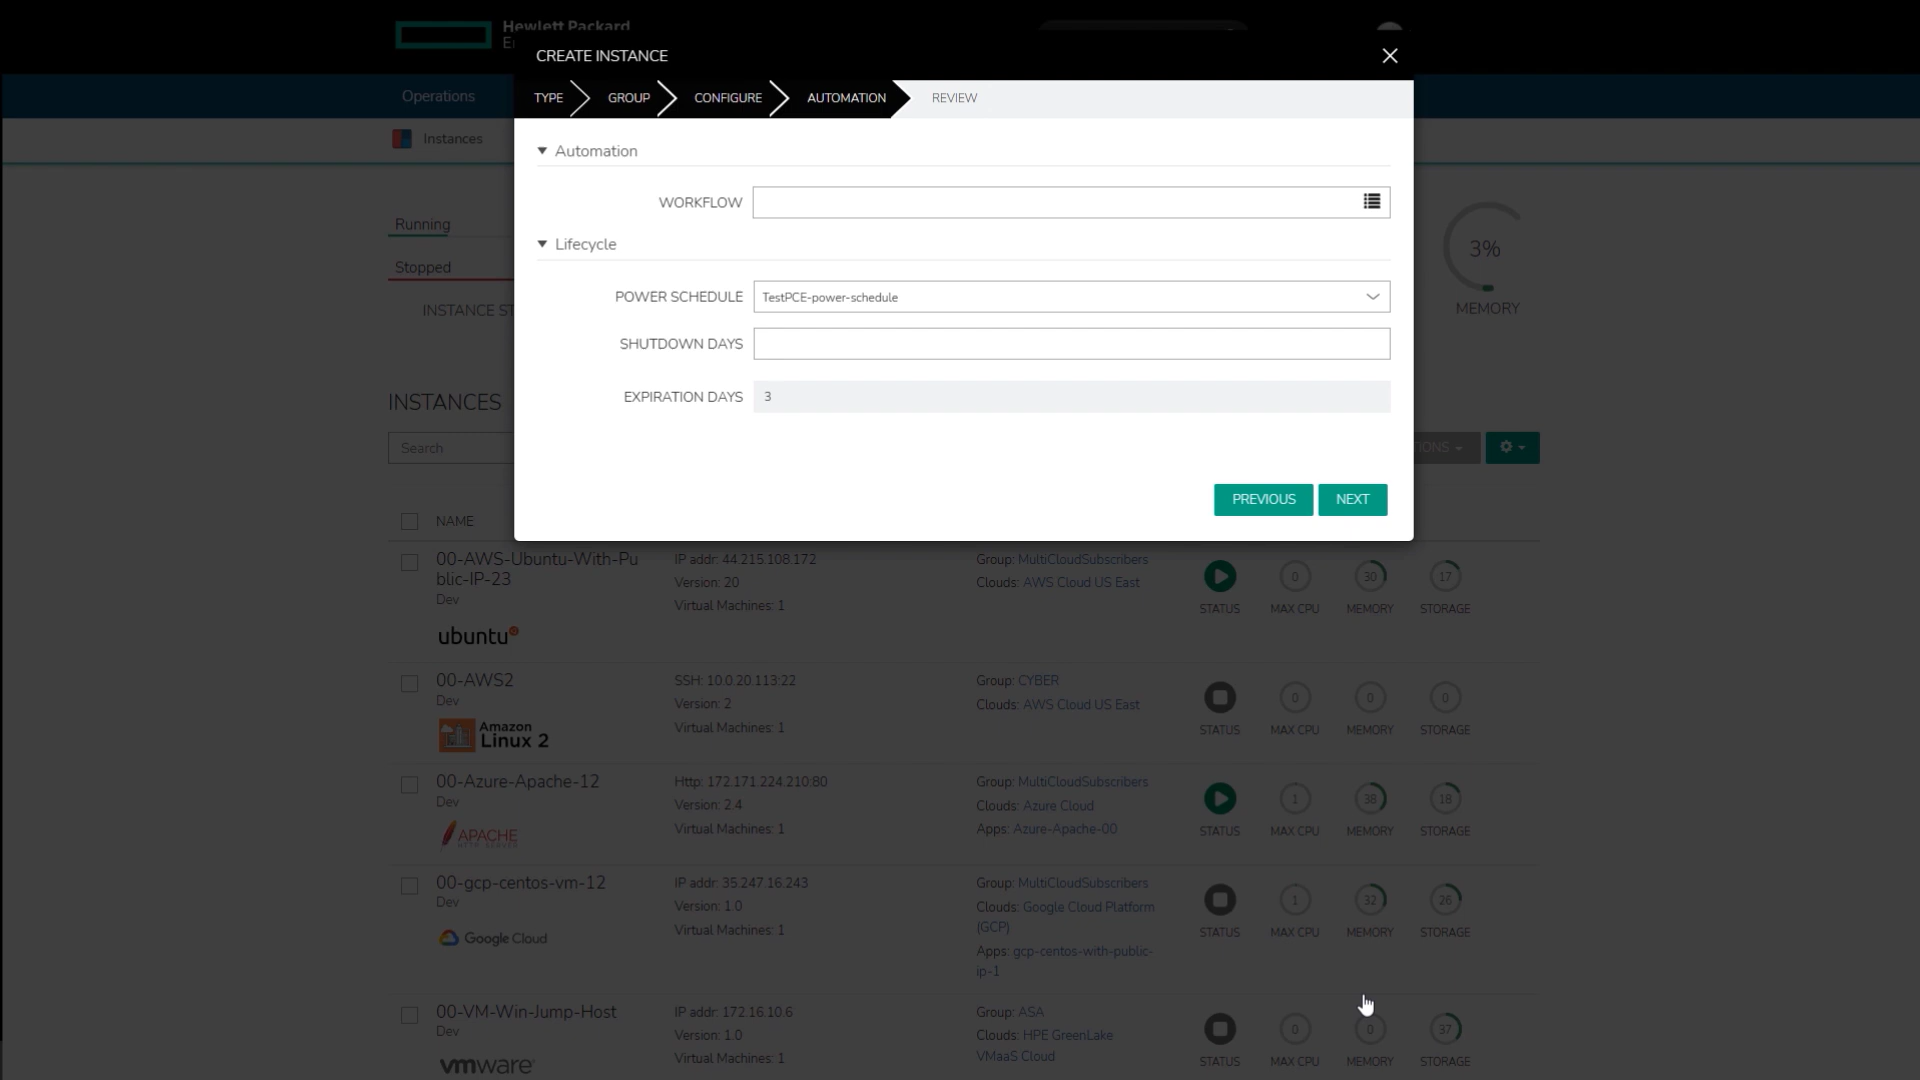 Hewlett Packard
CREATE INSTANCE
TYPE
GROUP
CONFIGURE
AUTOMATION
REVIEW
Operations
Instances
Automation
WORKFLOW
Running
Stopped
INSTANCE ST
Lifecycle
3%
MEMORY
POWER SCHEDULE
TestPCE-power-schedule
SHUTDOWN DAYS
EXPIRATION DAYS
3
PREVIOUS
NEXT
INSTANCES
Search
IONS
NAME
00-AWS-Ubuntu-With-Pu
blic-IP-23
Dev
ubuntu
IP addr: 44.215.108.172
Version: 20
Virtual Machines: 1
Group: MultiCloudSubscribers
Clouds: AWS Cloud US East
STATUS
0
MAX CPU
30
MEMORY
17
STORAGE
00-AWS2
Dev
Amazon
Linux 2
SSH: 10.0.20.113:22
Version: 2
Virtual Machines: 1
Group: CYBER
Clouds: AWS Cloud US East
STATUS
0
MAX CPU
0
MEMORY
0
STORAGE
00-Azure-Apache-12
Dev
APACHE
HTTP SERVER
Http: 172.171.224.210:80
Version: 2.4
Virtual Machines: 1
Group: MultiCloudSubscribers
Clouds: Azure Cloud
Apps: Azure-Apache-00
STATUS
1
MAX CPU
38
MEMORY
18
STORAGE
00-gcp-centos-vm-12
Dev
Google Cloud
IP addr: 35.247.16.243
Version: 1.0
Virtual Machines: 1
Group: MultiCloudSubscribers
Clouds: Google Cloud Platform
(GCP)
Apps: gcp-centos-with-public-
ip-1
STATUS
1
MAX CPU
32
MEMORY
26
STORAGE
00-VM-Win-Jump-Host
Dev
vmware
IP addr: 172.16.10.6
Version: 1.0
Virtual Machines: 1
Group: ASA
Clouds: HPE GreenLake
VMaaS Cloud
STATUS
0
MAX CPU
0
MEMORY
37
STORAGE